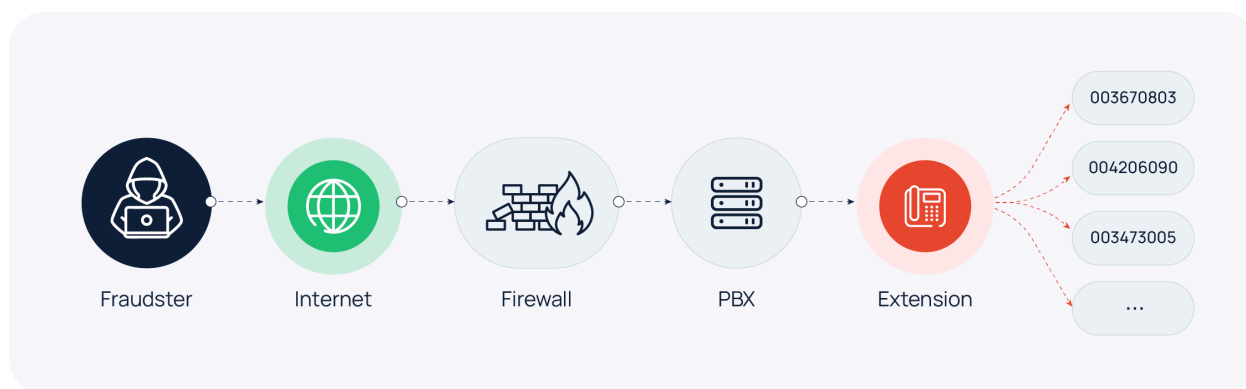 003670803
004206090
003473005
...
Fraudster
Internet
Firewall
PBX
Extension